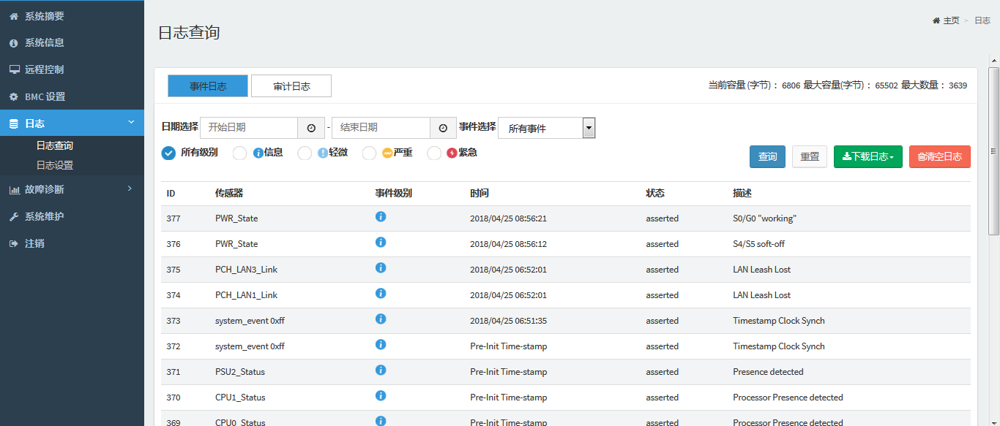 系统摘要
系统信息
远程控制
BMC 设置
日志
日志查询
日志设置
故障诊断
系统维护
注销
日志查询
主页 > 日志
事件日志 审计日志 当前容量 (字节) ： 6806 最大容量(字节) ： 65502 最大数量 ： 3639
日期选择 开始日期 - 结束日期 事件选择 所有事件
所有级别 信息 轻微 严重 紧急
查询 重置 下载日志 清空日志
ID 传感器 事件级别 时间 状态 描述
377 PWR_State 2018/04/25 08:56:21 asserted S0/G0 "working"
376 PWR_State 2018/04/25 08:56:12 asserted S4/S5 soft-off
375 PCH_LAN3_Link 2018/04/25 06:52:01 asserted LAN Leash Lost
374 PCH_LAN1_Link 2018/04/25 06:52:01 asserted LAN Leash Lost
373 system_event 0xff 2018/04/25 06:51:35 asserted Timestamp Clock Synch
372 system_event 0xff Pre-Init Time-stamp asserted Timestamp Clock Synch
371 PSU2_Status Pre-Init Time-stamp asserted Presence detected
370 CPU1_Status Pre-Init Time-stamp asserted Processor Presence detected
369 CPU0_Status Pre-Init Time-stamp asserted Processor Presence detected